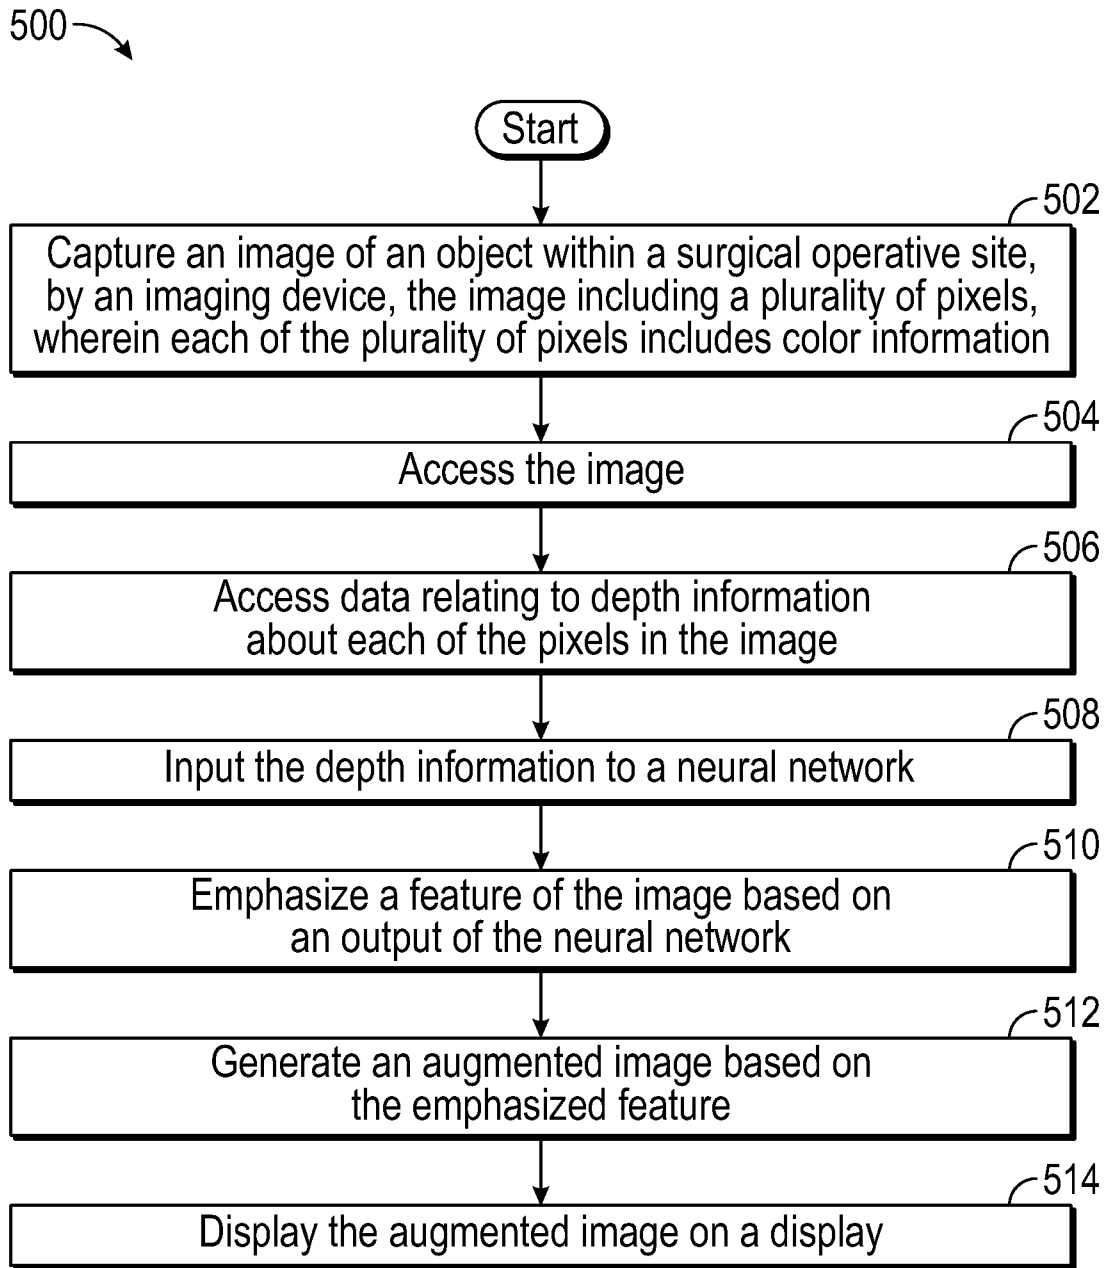 500
Start
502
Capture an image of an object within a surgical operative site,
by an imaging device, the image including a plurality of pixels,
wherein each of the plurality of pixels includes color information
504
Access the image
506
Access data relating to depth information
about each of the pixels in the image
508
Input the depth information to a neural network
510
Emphasize a feature of the image based on
an output of the neural network
512
Generate an augmented image based on
the emphasized feature
514
Display the augmented image on a display